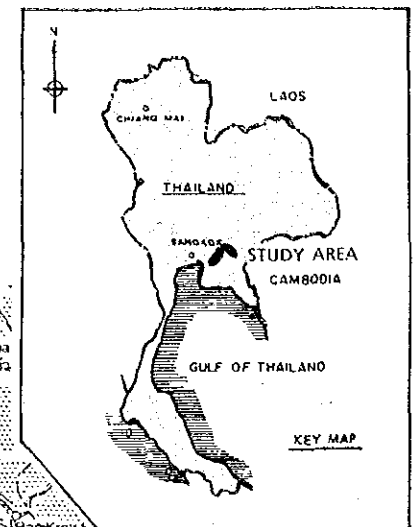 N
LAOS
CHIANG MAI
THAILAND
BANGKOK
STUDY AREA
CAMBODIA
GULF OF THAILAND
KEY MAP